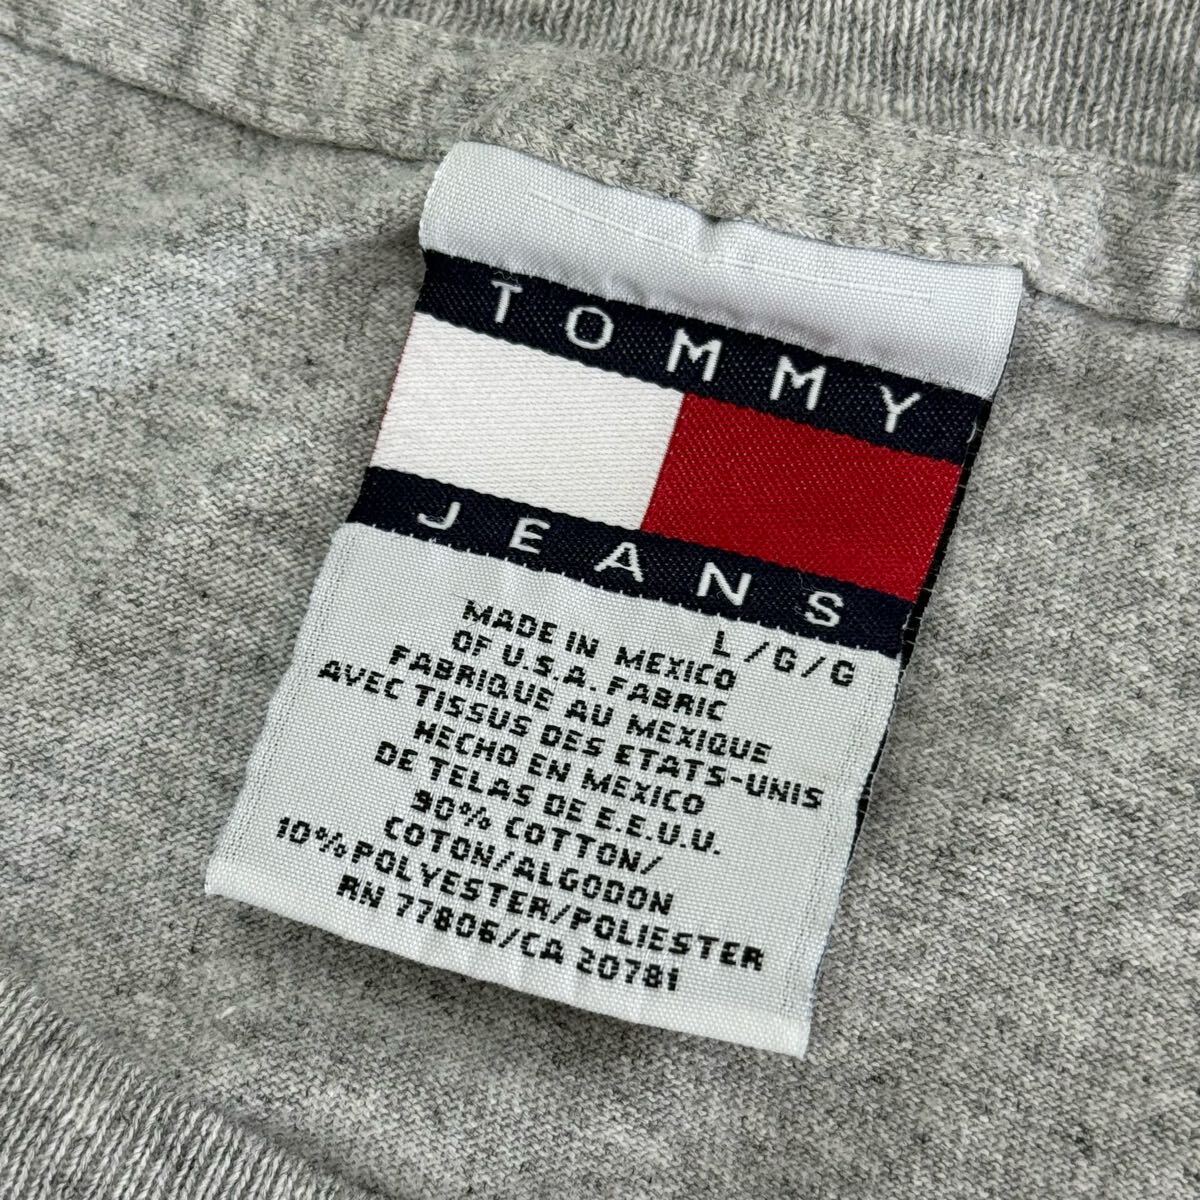 TOMMY
JEANS
L/G/G
MADE IN MEXICO
OF U.S.A. FABRIC
FABRIQUE AU MEXIQUE
AVEC TISSUS DES ETATS-UNIS
HECHO EN MEXICO
DE TELAS DE E.E.U.U.
90% COTTON/
COTON/ALGODON
10%POLYESTER/POLIESTER
RN 77806/CA 20781